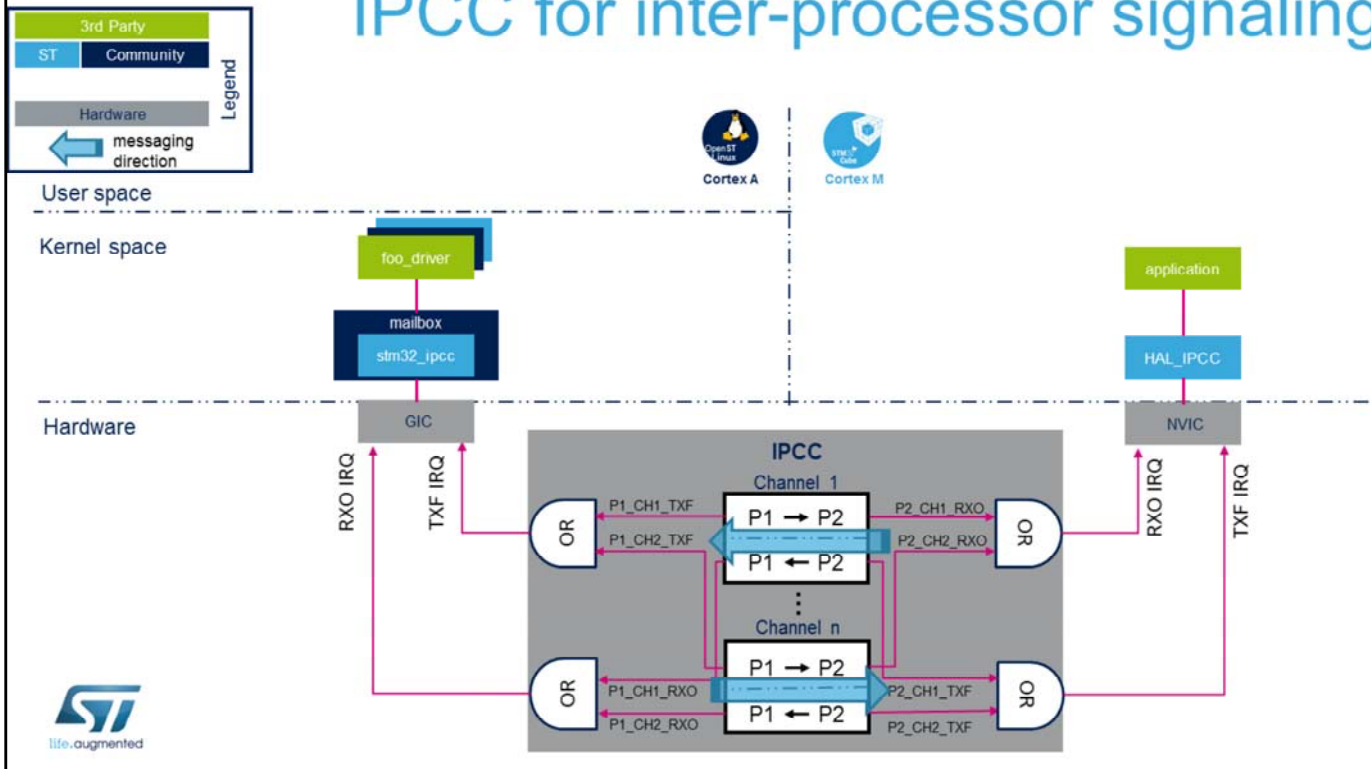 IPCC for inter-processor signaling
3rd Party
ST
Community
Legend
Hardware
messaging
direction
OpenST
Linux
Cortex A
STM32
Cube
Cortex M
User space
Kernel space
foo_driver
application
mailbox
stm32_ipcc
HAL_IPCC
Hardware
GIC
NVIC
IPCC
Channel 1
RXO IRQ
TXF IRQ
RXO IRQ
TXF IRQ
OR
P1_CH1_TXF
P1_CH2_TXF
P1 → P2
P1 ← P2
P2_CH1_RXO
P2_CH2_RXO
OR
Channel n
OR
P1_CH1_RXO
P1_CH2_RXO
P1 → P2
P1 ← P2
P2_CH1_TXF
P2_CH2_TXF
OR
ST
life.augmented